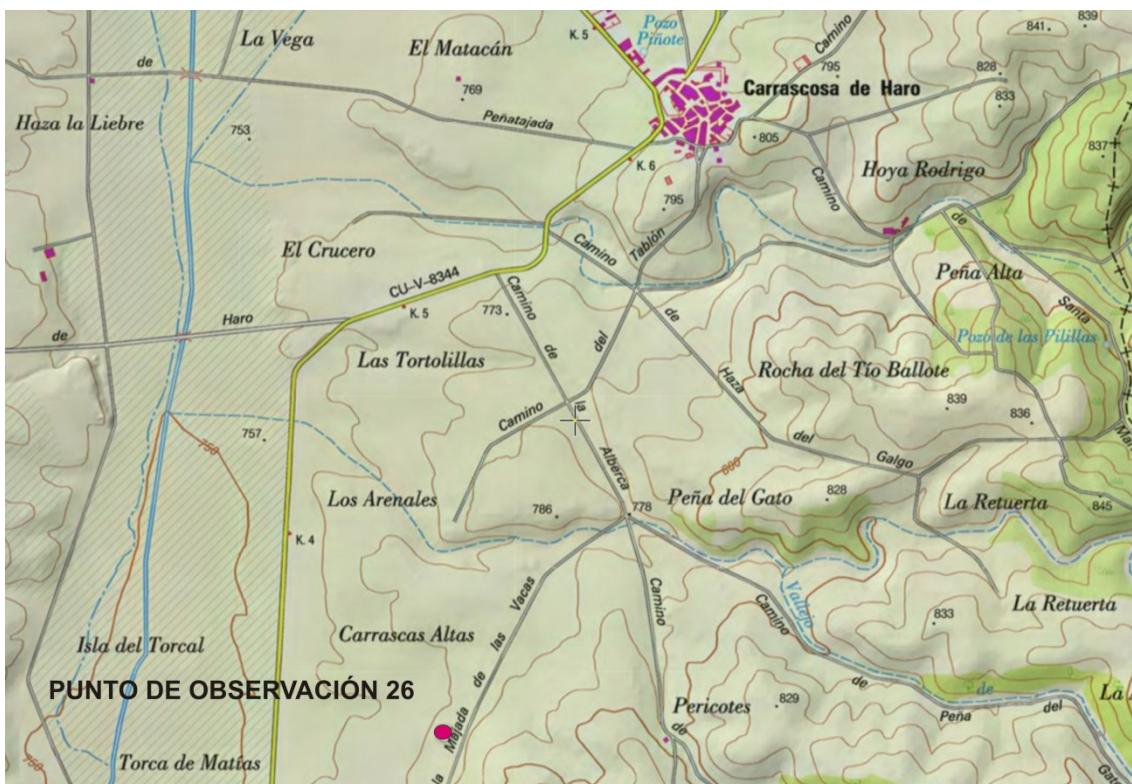 La Vega
El Matacán
K. 5
Pozo
Piñote
Camino
841
839
de
769
795
Carrascosa de Haro
828
833
Haza la Liebre
753
Peñatajada
K. 6
805
837
Hoya Rodrigo
795
Camino
El Crucero
Camino
Tablón
de
Peña Alta
CU-V-8344
Santa
de
Haro
K. 5
773
Camino
del
de
Pozo de las Pilillas
Las Tortolillas
de
Haza
Rocha del Tío Ballote
Camino
la
839
836
750
757
del
Galgo
Alberca
800
Los Arenales
786
778
Peña del Gato
828
La Retuerta
845
K. 4
Vacas
Camino
Vallejo
Camino
La Retuerta
833
Isla del Torcal
Carrascas Altas
las
de
de
PUNTO DE OBSERVACIÓN 26
de
Pericotes
829
Peña
del
La
Majada
de
Torca de Matías
la
750